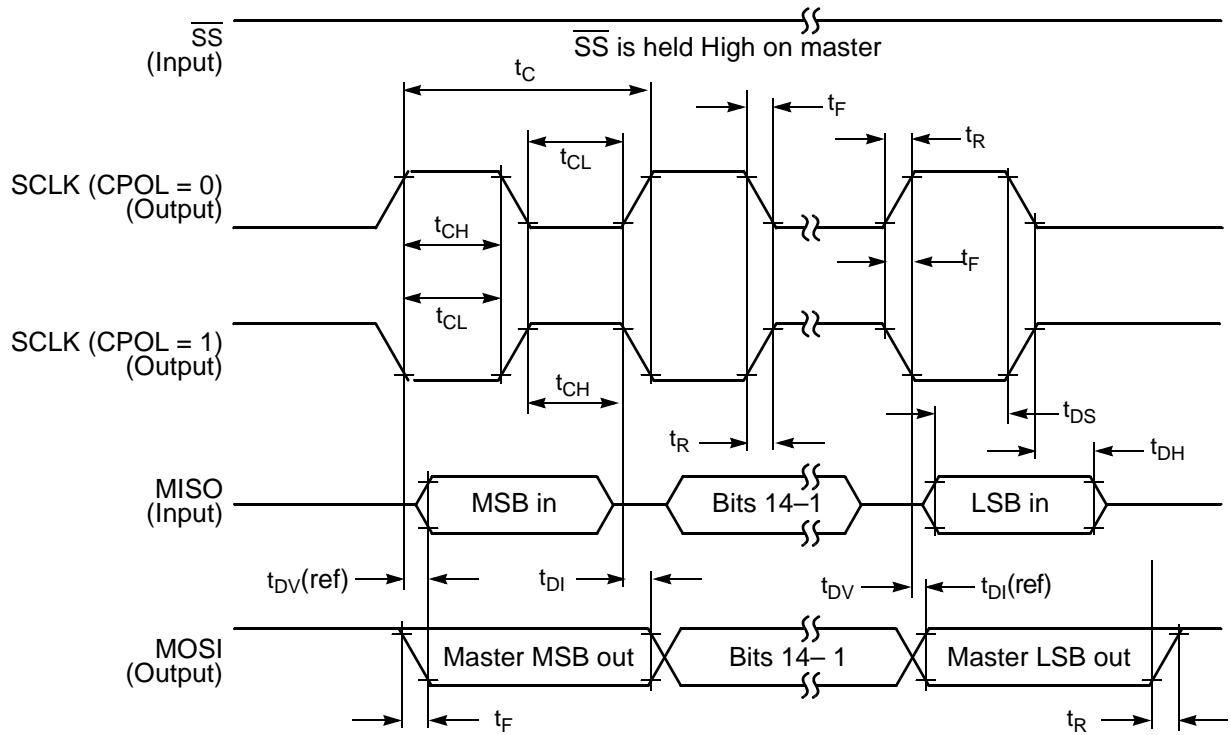 SS
(Input)
SS is held High on master
tC
tF
tCL
tR
SCLK (CPOL = 0)
(Output)
tCH
tF
tCL
SCLK (CPOL = 1)
(Output)
tCH
tDS
tR
tDH
MISO
(Input)
MSB in
Bits 14–1
LSB in
tDV(ref)
tDI
tDV
tDI(ref)
MOSI
(Output)
Master MSB out
Bits 14– 1
Master LSB out
tF
tR